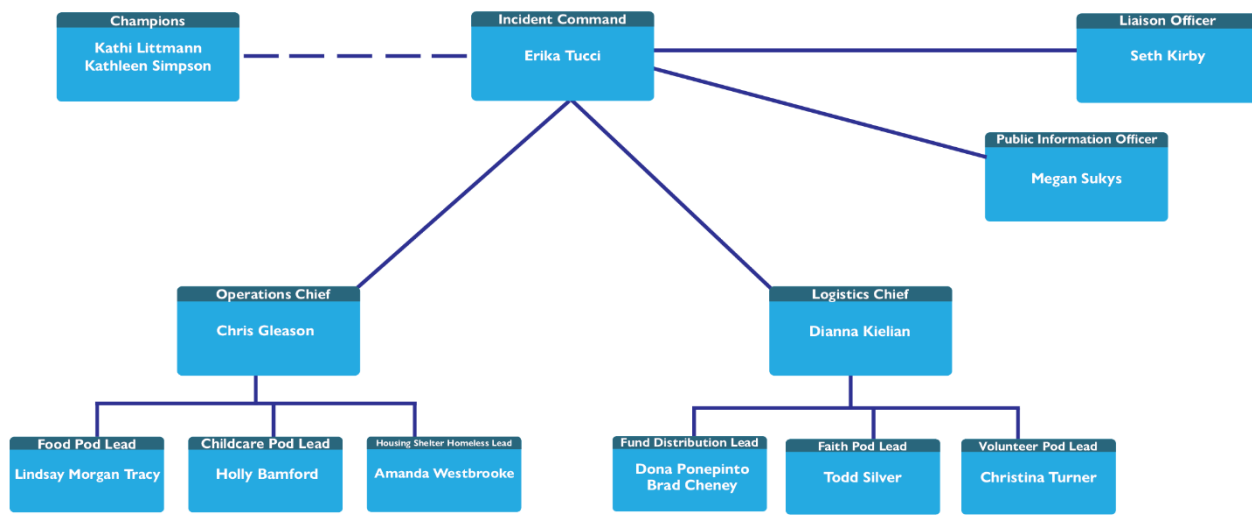 Champions
Kathi Littmann
Kathleen Simpson
Incident Command
Erika Tucci
Liaison Officer
Seth Kirby
Public Information Officer
Megan Sukys
Operations Chief
Chris Gleason
Logistics Chief
Dianna Kielian
Food Pod Lead
Lindsay Morgan Tracy
Childcare Pod Lead
Holly Bamford
Housing Shelter Homeless Lead
Amanda Westbrooke
Fund Distribution Lead
Dona Ponepinto
Brad Cheney
Faith Pod Lead
Todd Silver
Volunteer Pod Lead
Christina Turner